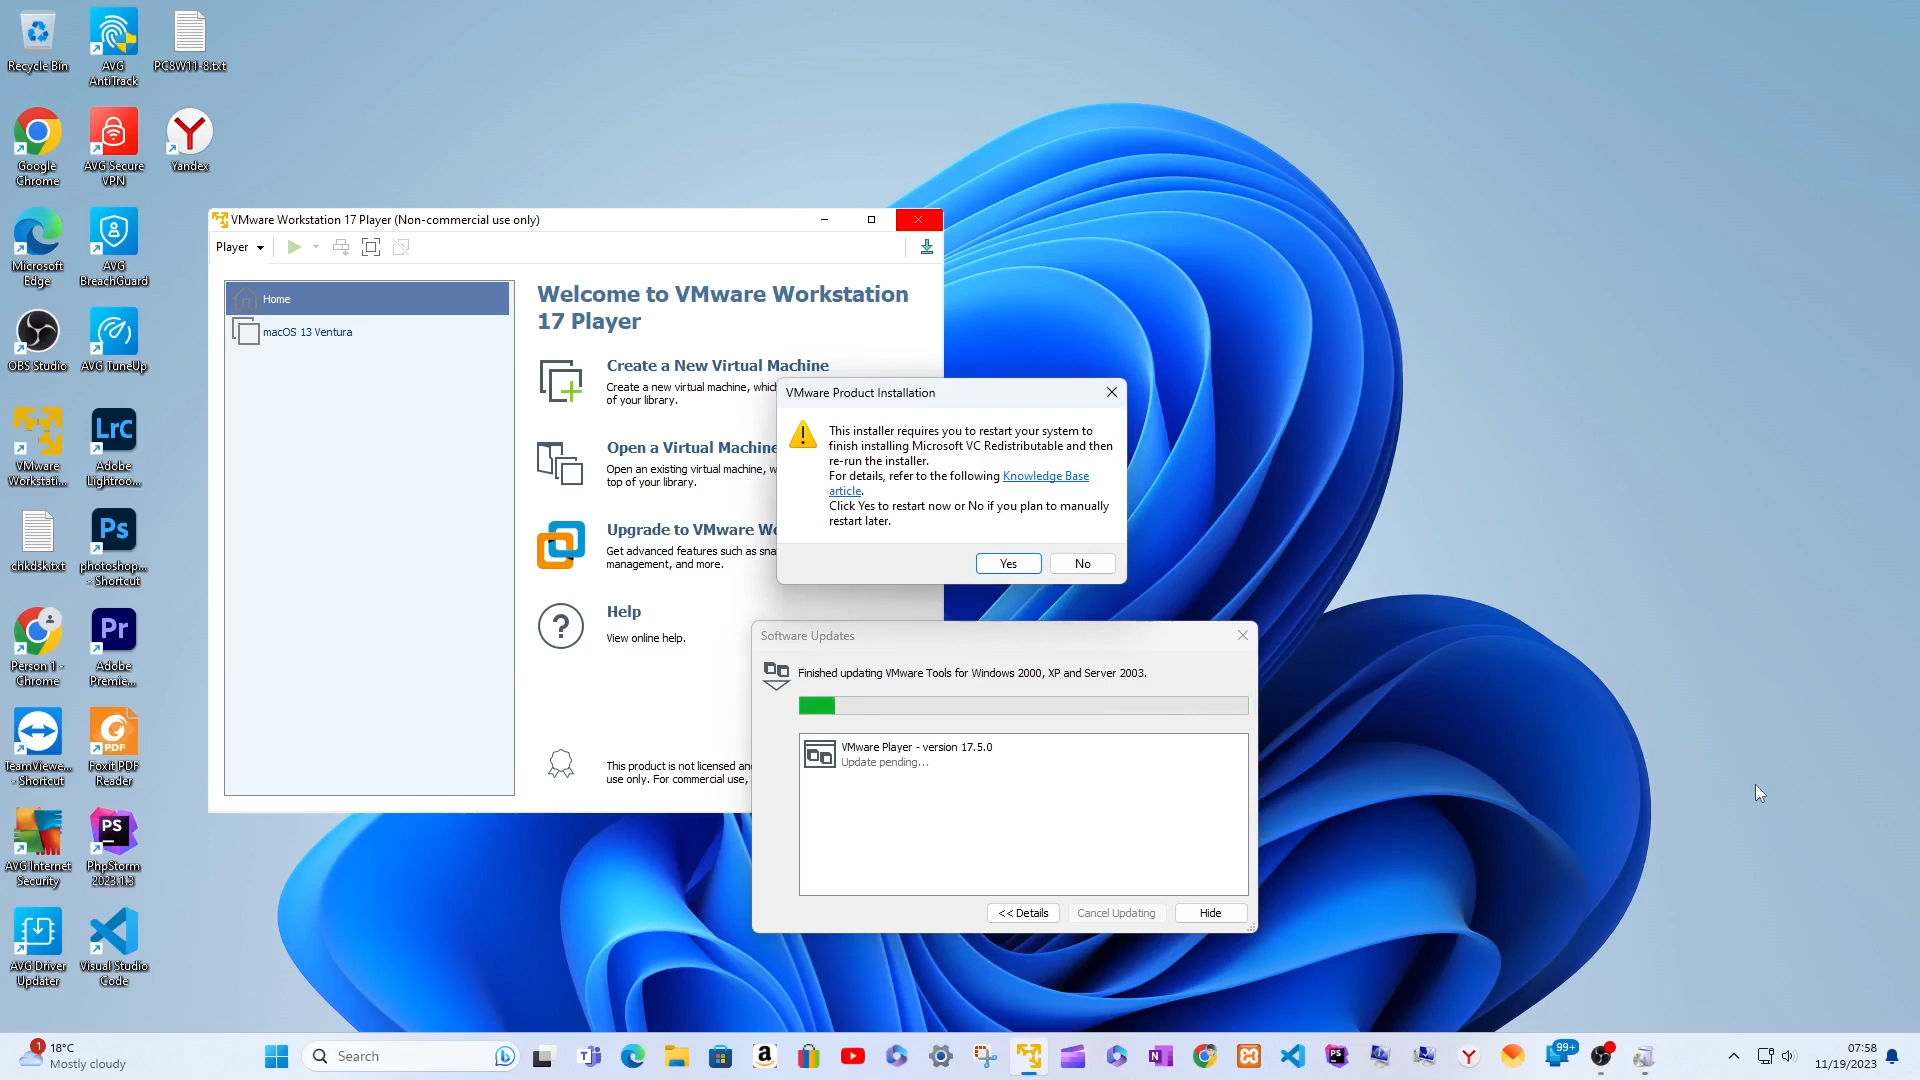 Recycle Bin
AVG
AntiTrack
PC8W11-8.txt
Google
Chrome
AVG Secure
VPN
Yandex
Microsoft
Edge
AVG
BreachGuard
OBS Studio
AVG TuneUp
VMware
Workstati...
LrC
Adobe
Lightroo...
chkdsk.txt
Ps
photoshop...
- Shortcut
Person 1 -
Chrome
Pr
Adobe
Premie...
TeamViewe...
- Shortcut
PDF
Foxit PDF
Reader
AVG Internet
Security
PS
PhpStorm
2023.1.3
AVG Driver
Updater
Visual Studio
Code
VMware Workstation 17 Player (Non-commercial use only)
Player
Home
macOS 13 Ventura
Welcome to VMware Workstation
17 Player
Create a New Virtual Machine
Create a new virtual machine, which
of your library.
Open a Virtual Machine
Open an existing virtual machine, w
top of your library.
Upgrade to VMware Wo
Get advanced features such as sna
management, and more.
Help
View online help.
This product is not licensed an
use only. For commercial use,
VMware Product Installation
This installer requires you to restart your system to
finish installing Microsoft VC Redistributable and then
re-run the installer.
For details, refer to the following Knowledge Base
article.
Click Yes to restart now or No if you plan to manually
restart later.
Yes
No
Software Updates
Finished updating VMware Tools for Windows 2000, XP and Server 2003.
VMware Player - version 17.5.0
Update pending...
<< Details
Cancel Updating
Hide
1
18°C
Mostly cloudy
Search
99+
07:58
11/19/2023